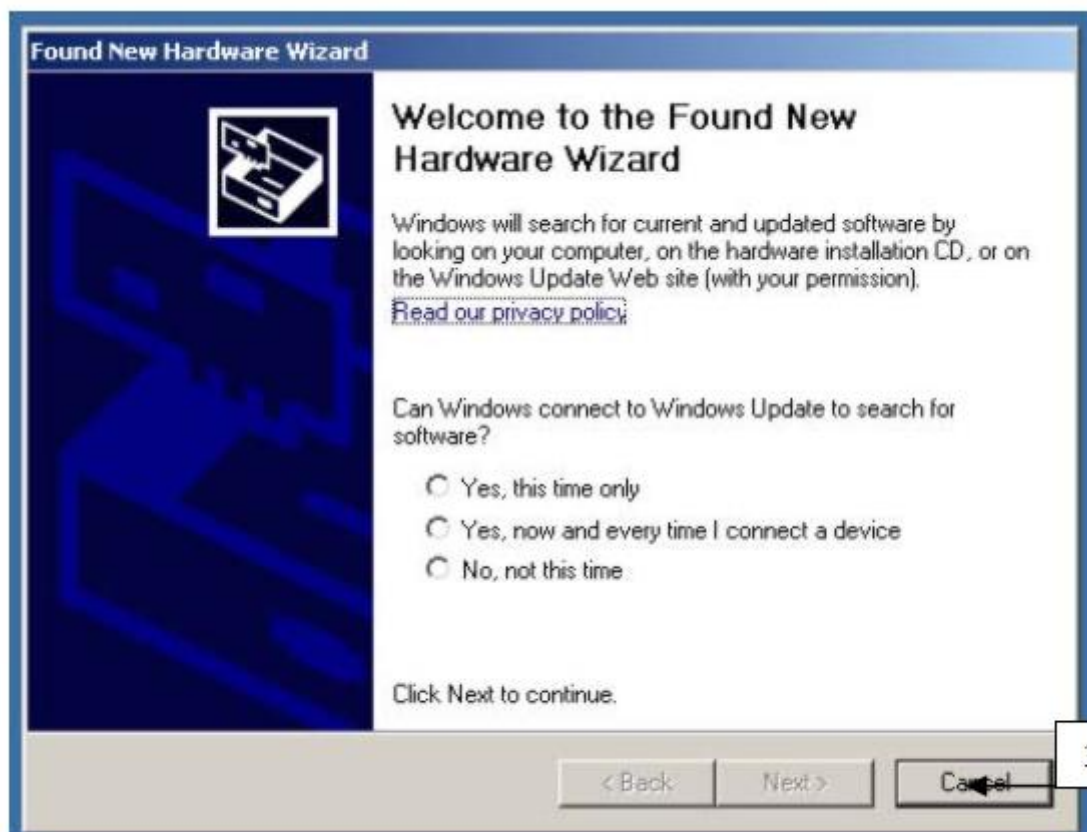 Found New Hardware Wizard
Welcome to the Found New
Hardware Wizard
Windows will search for current and updated software by
looking on your computer, on the hardware installation CD, or on
the Windows Update Web site (with your permission).
Read our privacy policy
Can Windows connect to Windows Update to search for
software?
Yes, this time only
Yes, now and every time I connect a device
No, not this time
Click Next to continue.
< Back
Next >
Cancel